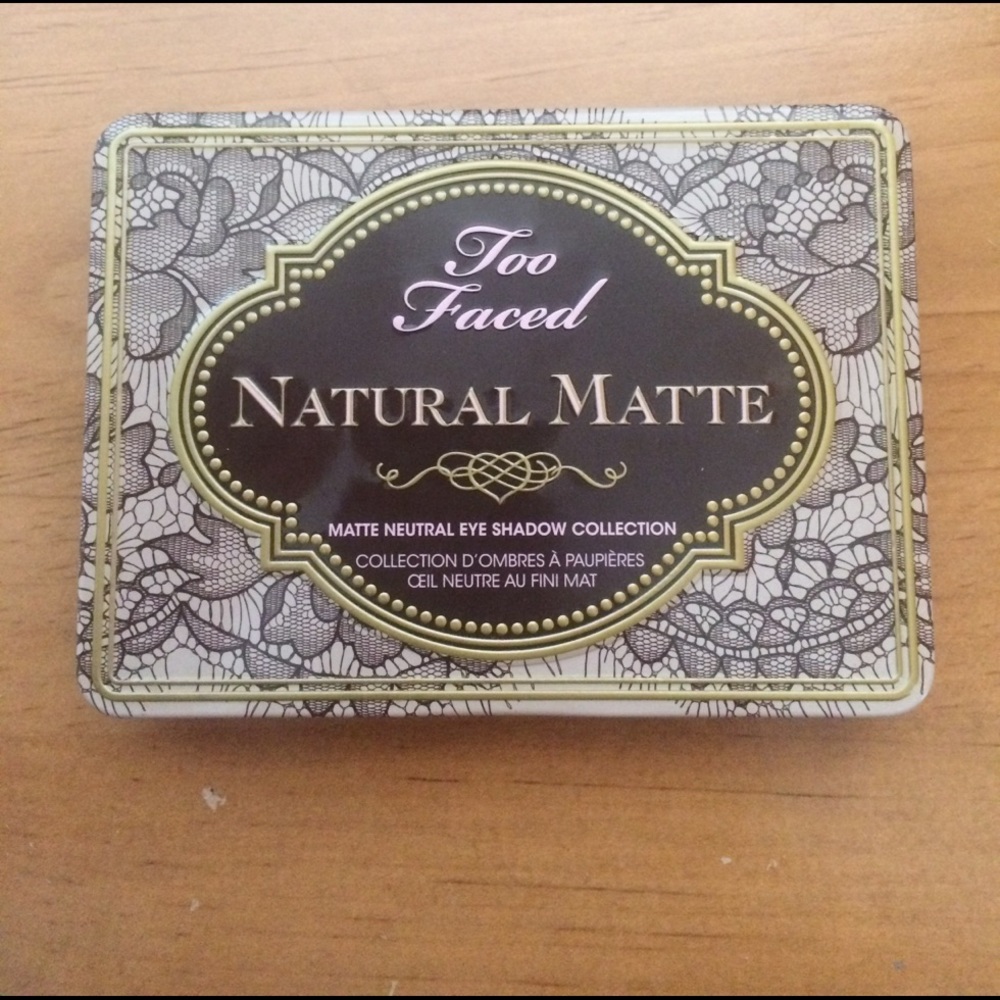 Too
Faced
NATURAL MATTE
MATTE NEUTRAL EYE SHADOW COLLECTION
COLLECTION D'OMBRES À PAUPIÈRES
ŒIL NEUTRE AU FINI MAT